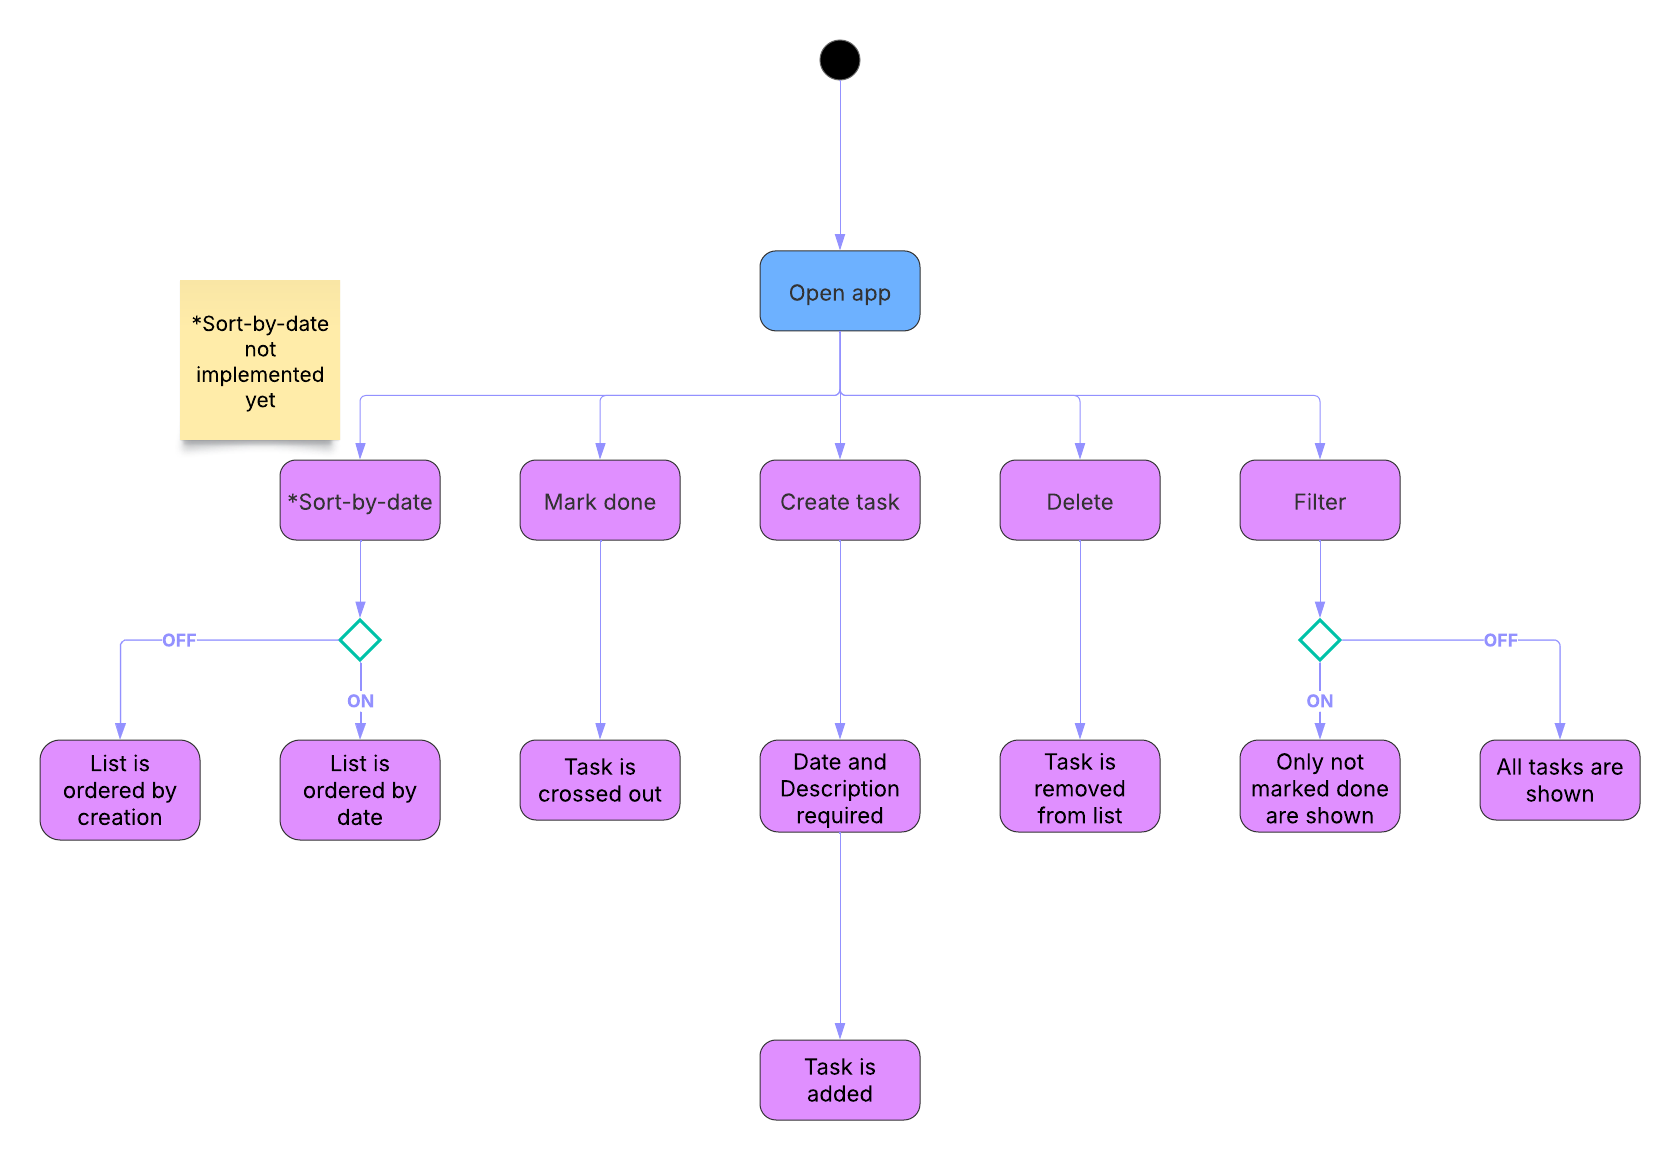 Open app
*Sort-by-date
not
implemented
yet
*Sort-by-date
Mark done
Create task
Delete
Filter
OFF
OFF
ON
ON
List is
ordered by
creation
List is
ordered by
date
Task is
crossed out
Date and
Description
required
Task is
removed
from list
Only not
marked done
are shown
All tasks are
shown
Task is
added